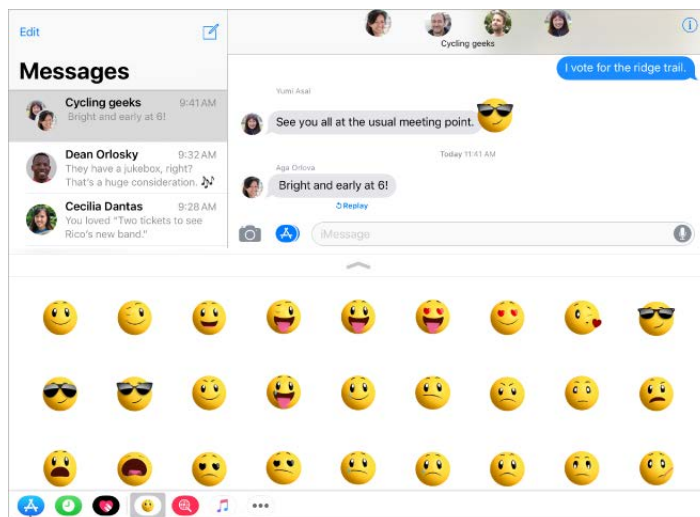 Edit
Messages
Cycling geeks 9:41 AM
Bright and early at 6!
Dean Orlosky 9:32 AM
They have a jukebox, right?
That's a huge consideration. 🎶
Cecilia Dantas 9:28 AM
You loved "Two tickets to see
Rico's new band."
Cycling geeks
I vote for the ridge trail.
Yumi Asai
See you all at the usual meeting point.
Today 11:41 AM
Aga Orlova
Bright and early at 6!
Replay
iMessage